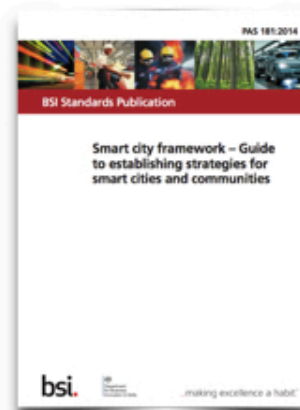 PAS 181:2014
BSI Standards Publication
Smart city framework – Guide
to establishing strategies for
smart cities and communities
bsi.
...making excellence a habit™